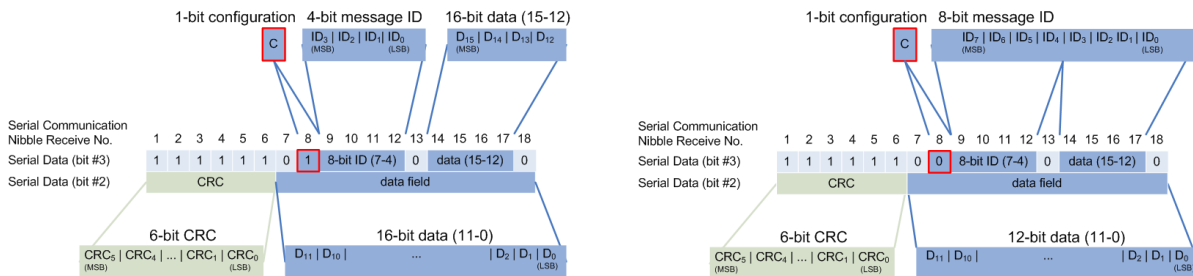 1-bit configuration 4-bit message ID 16-bit data (15-12)
C
ID3 | ID2 | ID1| ID0
(MSB) (LSB)
D15 | D14 | D13| D12
(MSB)
Serial Communication
Nibble Receive No.
1 2 3 4 5 6 7 8 9 10 11 12 13 14 15 16 17 18
Serial Data (bit #3) 1 1 1 1 1 1 0 1 8-bit ID (7-4) 0 data (15-12) 0
Serial Data (bit #2) CRC data field
6-bit CRC 16-bit data (11-0)
CRC5 | CRC4 | ... | CRC1 | CRC0
(MSB) (LSB)
D11 | D10 | ... | D2 | D1 | D0
(LSB)
1-bit configuration 8-bit message ID
C
ID7 | ID6 | ID5 | ID4 | ID3 | ID2 ID1 | ID0
(MSB) (LSB)
Serial Communication
Nibble Receive No.
1 2 3 4 5 6 7 8 9 10 11 12 13 14 15 16 17 18
Serial Data (bit #3) 1 1 1 1 1 1 0 0 8-bit ID (7-4) 0 data (15-12) 0
Serial Data (bit #2) CRC data field
6-bit CRC 12-bit data (11-0)
CRC5 | CRC4 | ... | CRC1 | CRC0
(MSB) (LSB)
D11 | D10 | ... | D2 | D1 | D0
(LSB)